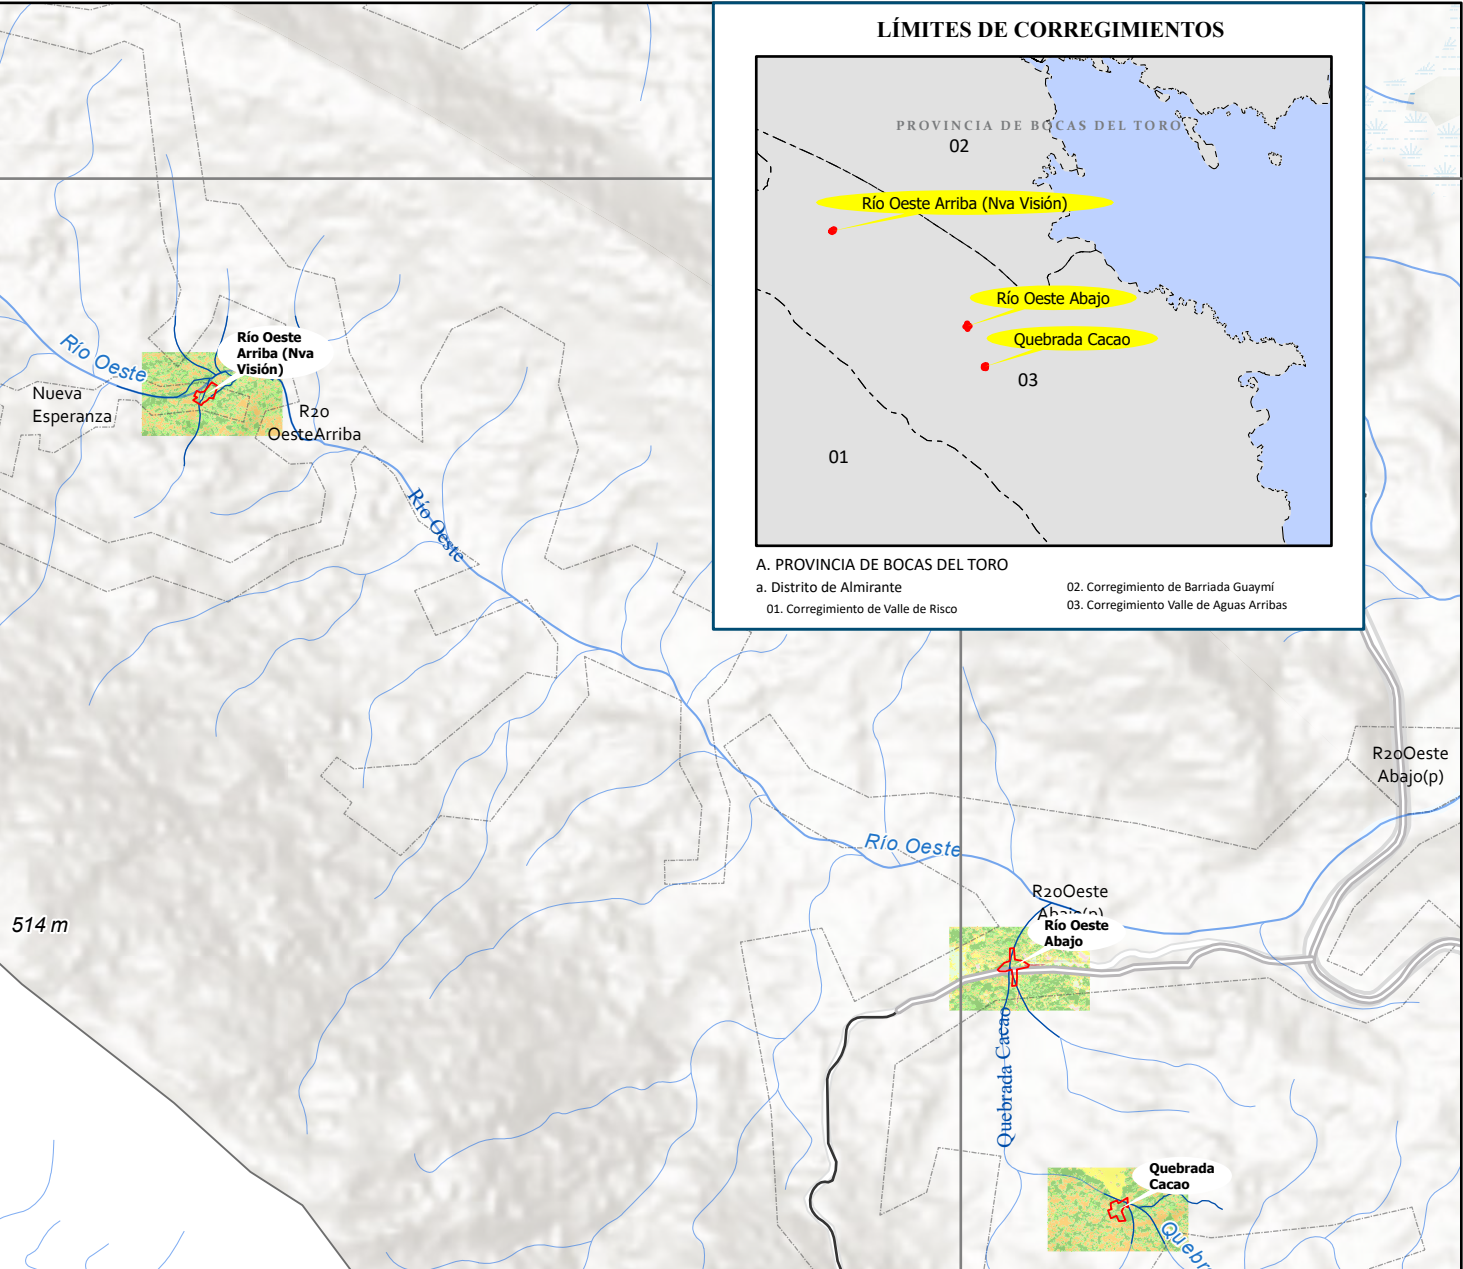 LÍMITES DE CORREGIMIENTOS
PROVINCIA DE BOCAS DEL TORO
02
Río Oeste Arriba (Nva Visión)
Río Oeste Abajo
Quebrada Cacao
03
01
A. PROVINCIA DE BOCAS DEL TORO
a. Distrito de Almirante
01. Corregimiento de Valle de Risco
02. Corregimiento de Barriada Guaymí
03. Corregimiento Valle de Aguas Arribas
Río Oeste
Río Oeste
Arriba (Nva
Visión)
Nueva
Esperanza
R20
OesteArriba
Río Oeste
R20Oeste
Abajo(p)
Río Oeste
R20Oeste
Abajo(p)
Río Oeste
Abajo
514 m
Quebrada Cacao
Quebrada
Cacao
Quebr